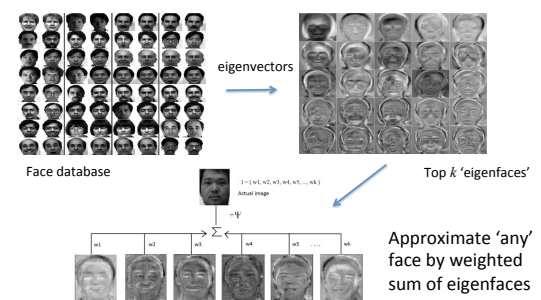 eigenvectors
Face database
Top k 'eigenfaces'
I = ( w1, w2, w3, w4, w5, ..., wk )
Actual image
+Ψ
Σ
w1 w2 w3 w4 w5 .... wk
Approximate 'any'
face by weighted
sum of eigenfaces